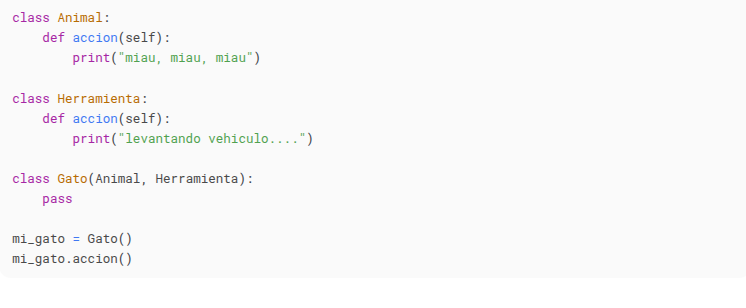 class Animal:
    def accion(self):
        print("miau, miau, miau")

class Herramienta:
    def accion(self):
        print("levantando vehiculo....")

class Gato(Animal, Herramienta):
    pass

mi_gato = Gato()
mi_gato.accion()